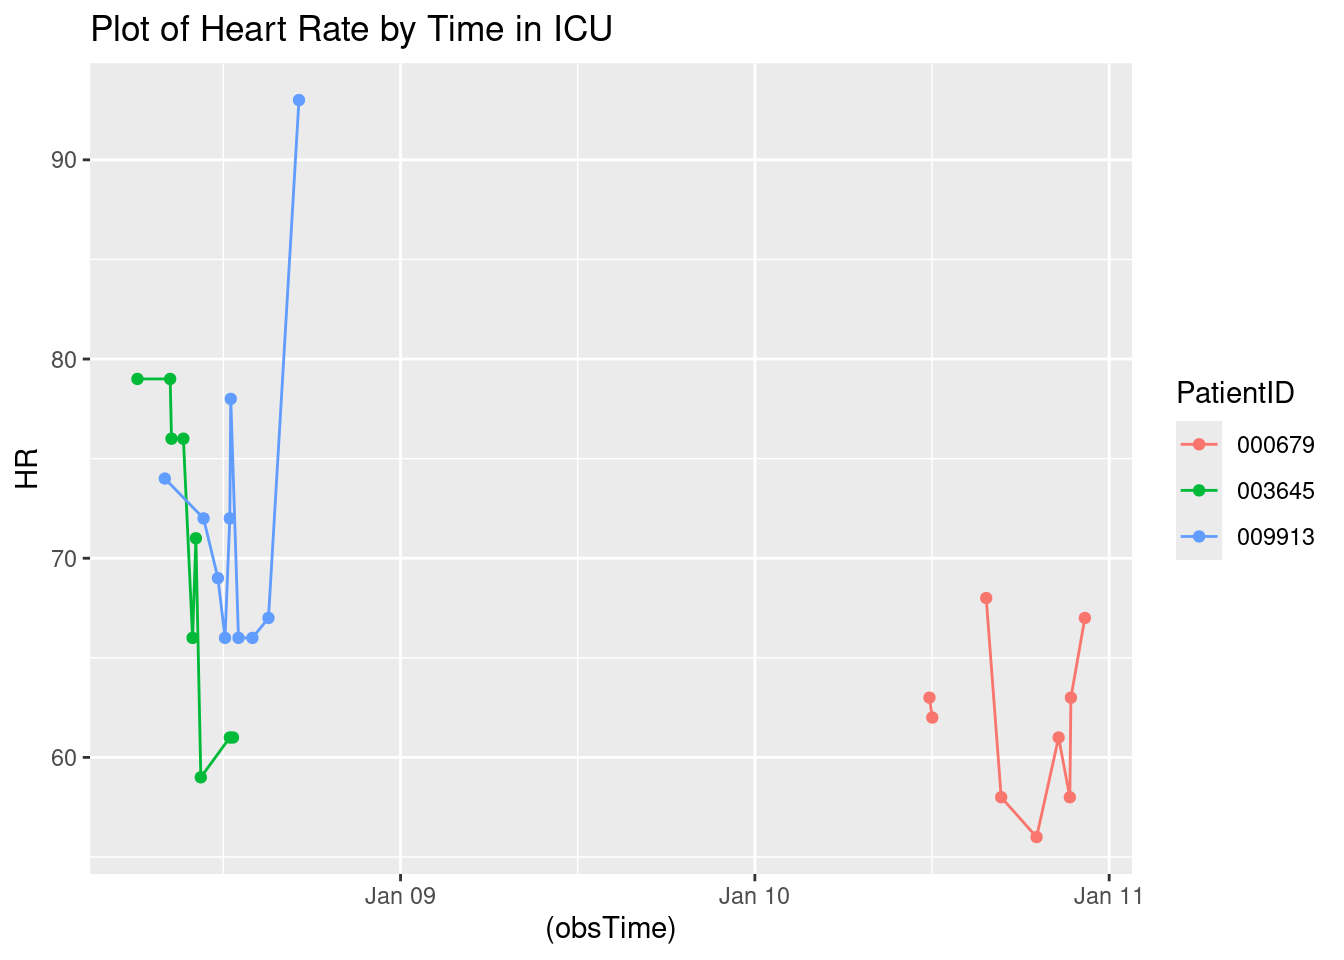 Plot of Heart Rate by Time in ICU
90
80
70
60
HR
Jan 09
Jan 10
Jan 11
(obsTime)
PatientID
000679
003645
009913